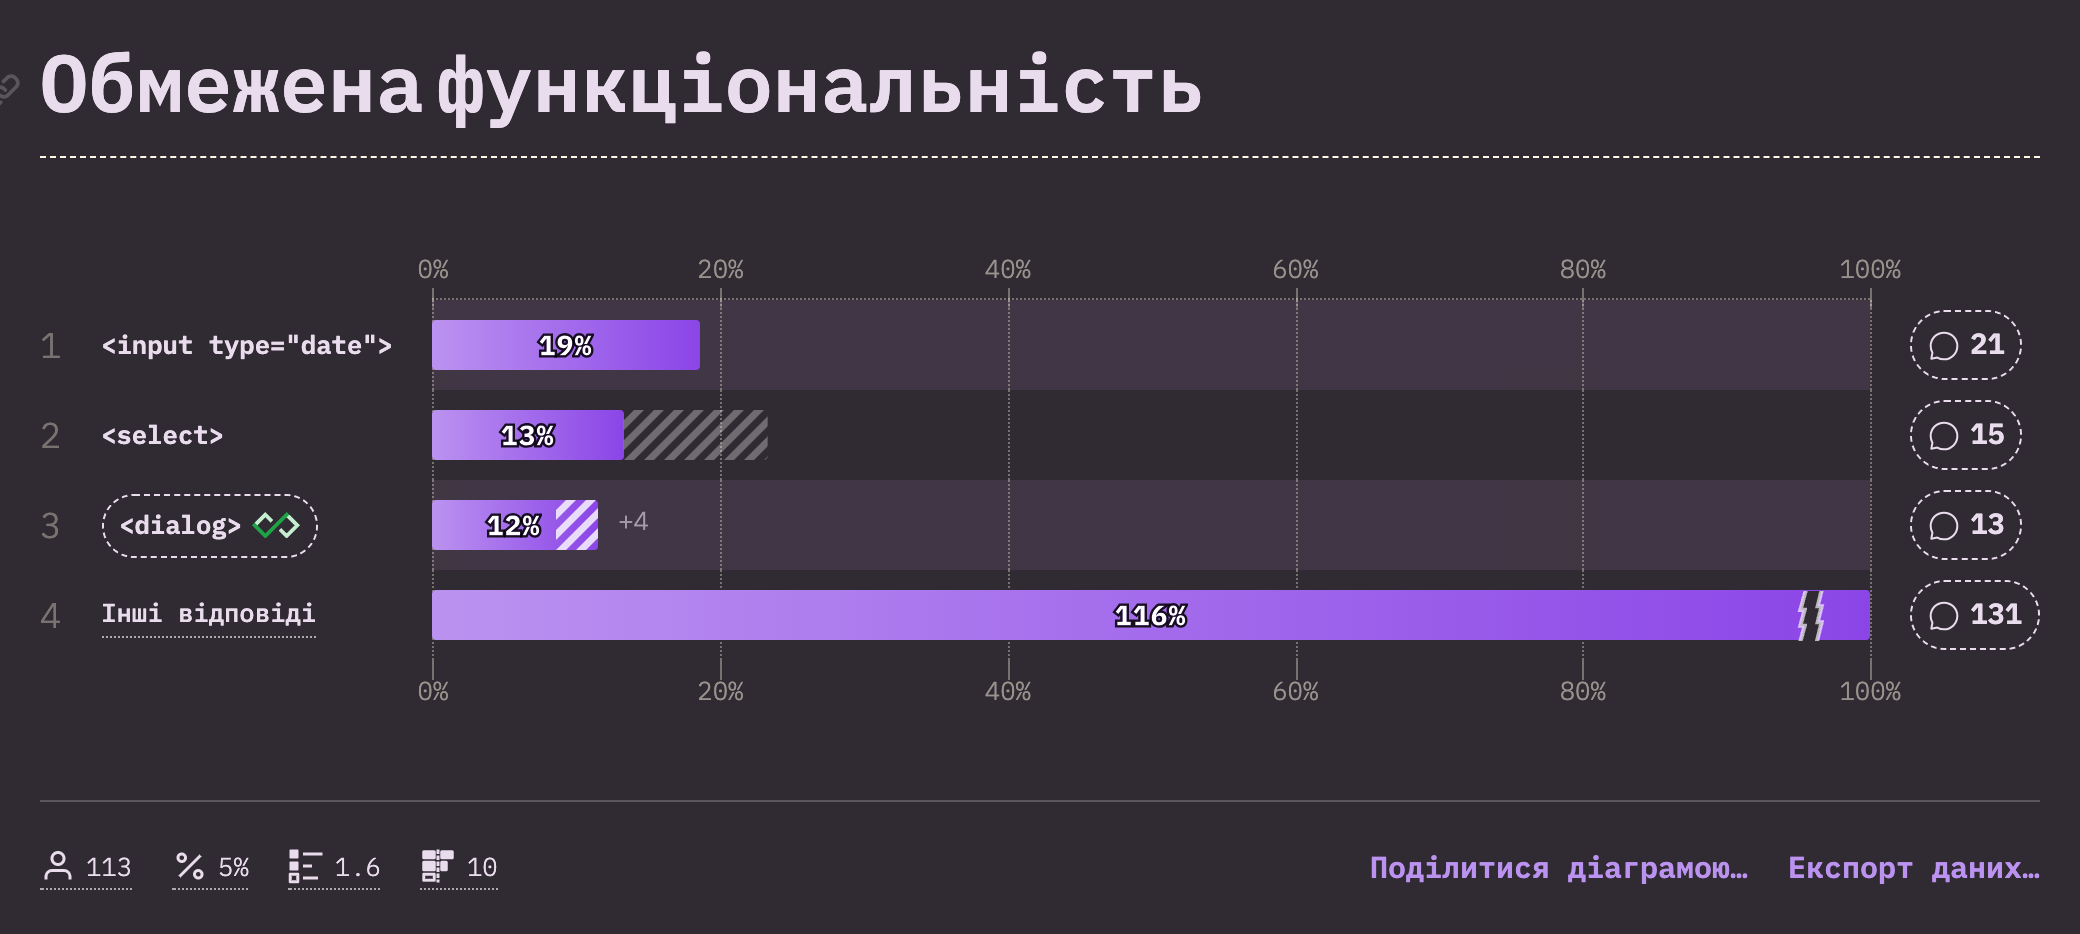 Обмежена функціональність
0% 20% 40% 60% 80% 100%
1 <input type="date"> 19% 21
2 <select> 13% 15
3 <dialog> 12% +4 13
4 Інші відповіді 116% 131
0% 20% 40% 60% 80% 100%
113 5% 1.6 10 Поділитися діаграмою… Експорт даних…